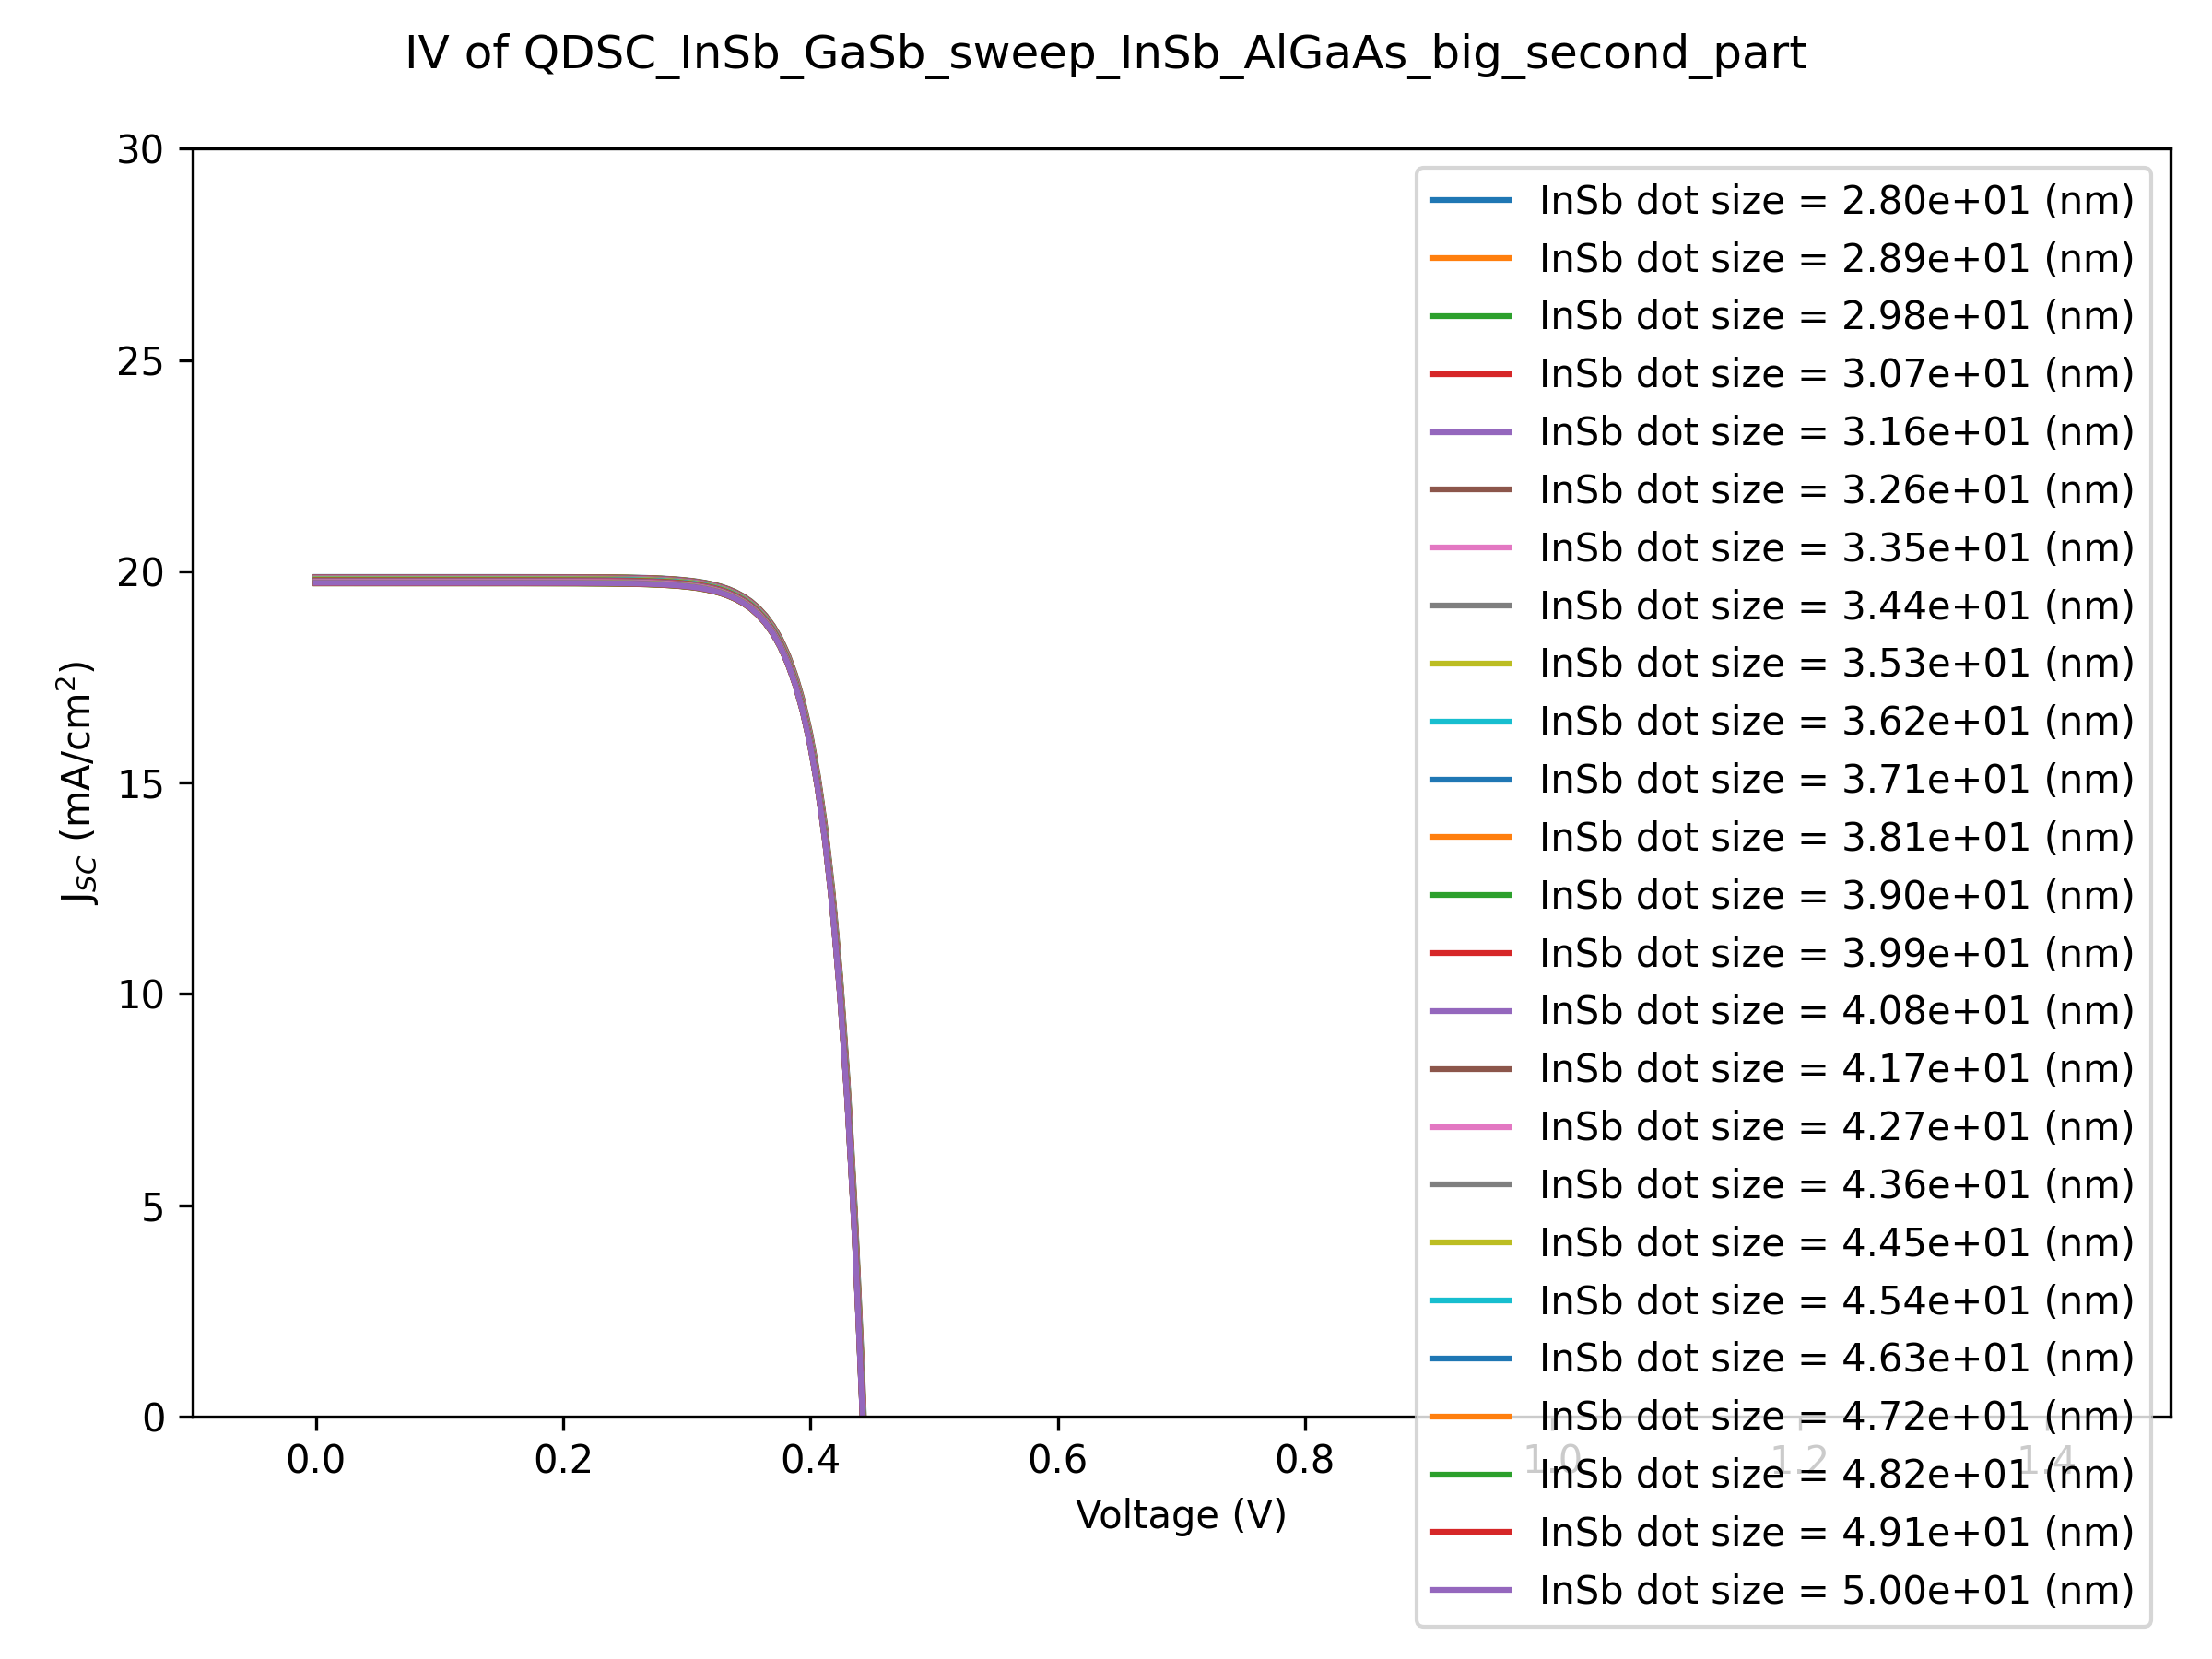 IV of QDSC_InSb_GaSb_sweep_InSb_AlGaAs_big_second_part
30
25
20
15
10
5
0
J_SC (mA/cm²)
InSb dot size = 2.80e+01 (nm)
InSb dot size = 2.89e+01 (nm)
InSb dot size = 2.98e+01 (nm)
InSb dot size = 3.07e+01 (nm)
InSb dot size = 3.16e+01 (nm)
InSb dot size = 3.26e+01 (nm)
InSb dot size = 3.35e+01 (nm)
InSb dot size = 3.44e+01 (nm)
InSb dot size = 3.53e+01 (nm)
InSb dot size = 3.62e+01 (nm)
InSb dot size = 3.71e+01 (nm)
InSb dot size = 3.81e+01 (nm)
InSb dot size = 3.90e+01 (nm)
InSb dot size = 3.99e+01 (nm)
InSb dot size = 4.08e+01 (nm)
InSb dot size = 4.17e+01 (nm)
InSb dot size = 4.27e+01 (nm)
InSb dot size = 4.36e+01 (nm)
InSb dot size = 4.45e+01 (nm)
InSb dot size = 4.54e+01 (nm)
InSb dot size = 4.63e+01 (nm)
InSb dot size = 4.72e+01 (nm)
InSb dot size = 4.82e+01 (nm)
InSb dot size = 4.91e+01 (nm)
InSb dot size = 5.00e+01 (nm)
0.0 0.2 0.4 0.6 0.8 1.0 1.2 1.4
Voltage (V)